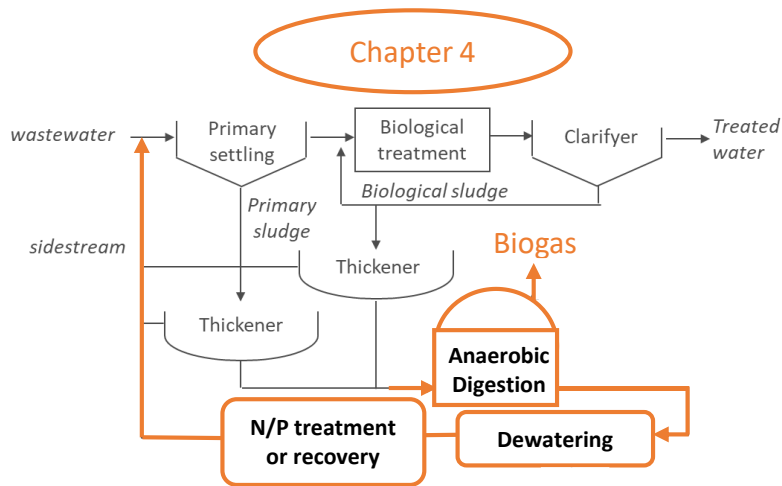 Chapter 4
wastewater
Primary
settling
Biological
treatment
Clarifyer
Treated
water
Biological sludge
Primary
sludge
sidestream
Thickener
Biogas
Thickener
Anaerobic
Digestion
N/P treatment
or recovery
Dewatering